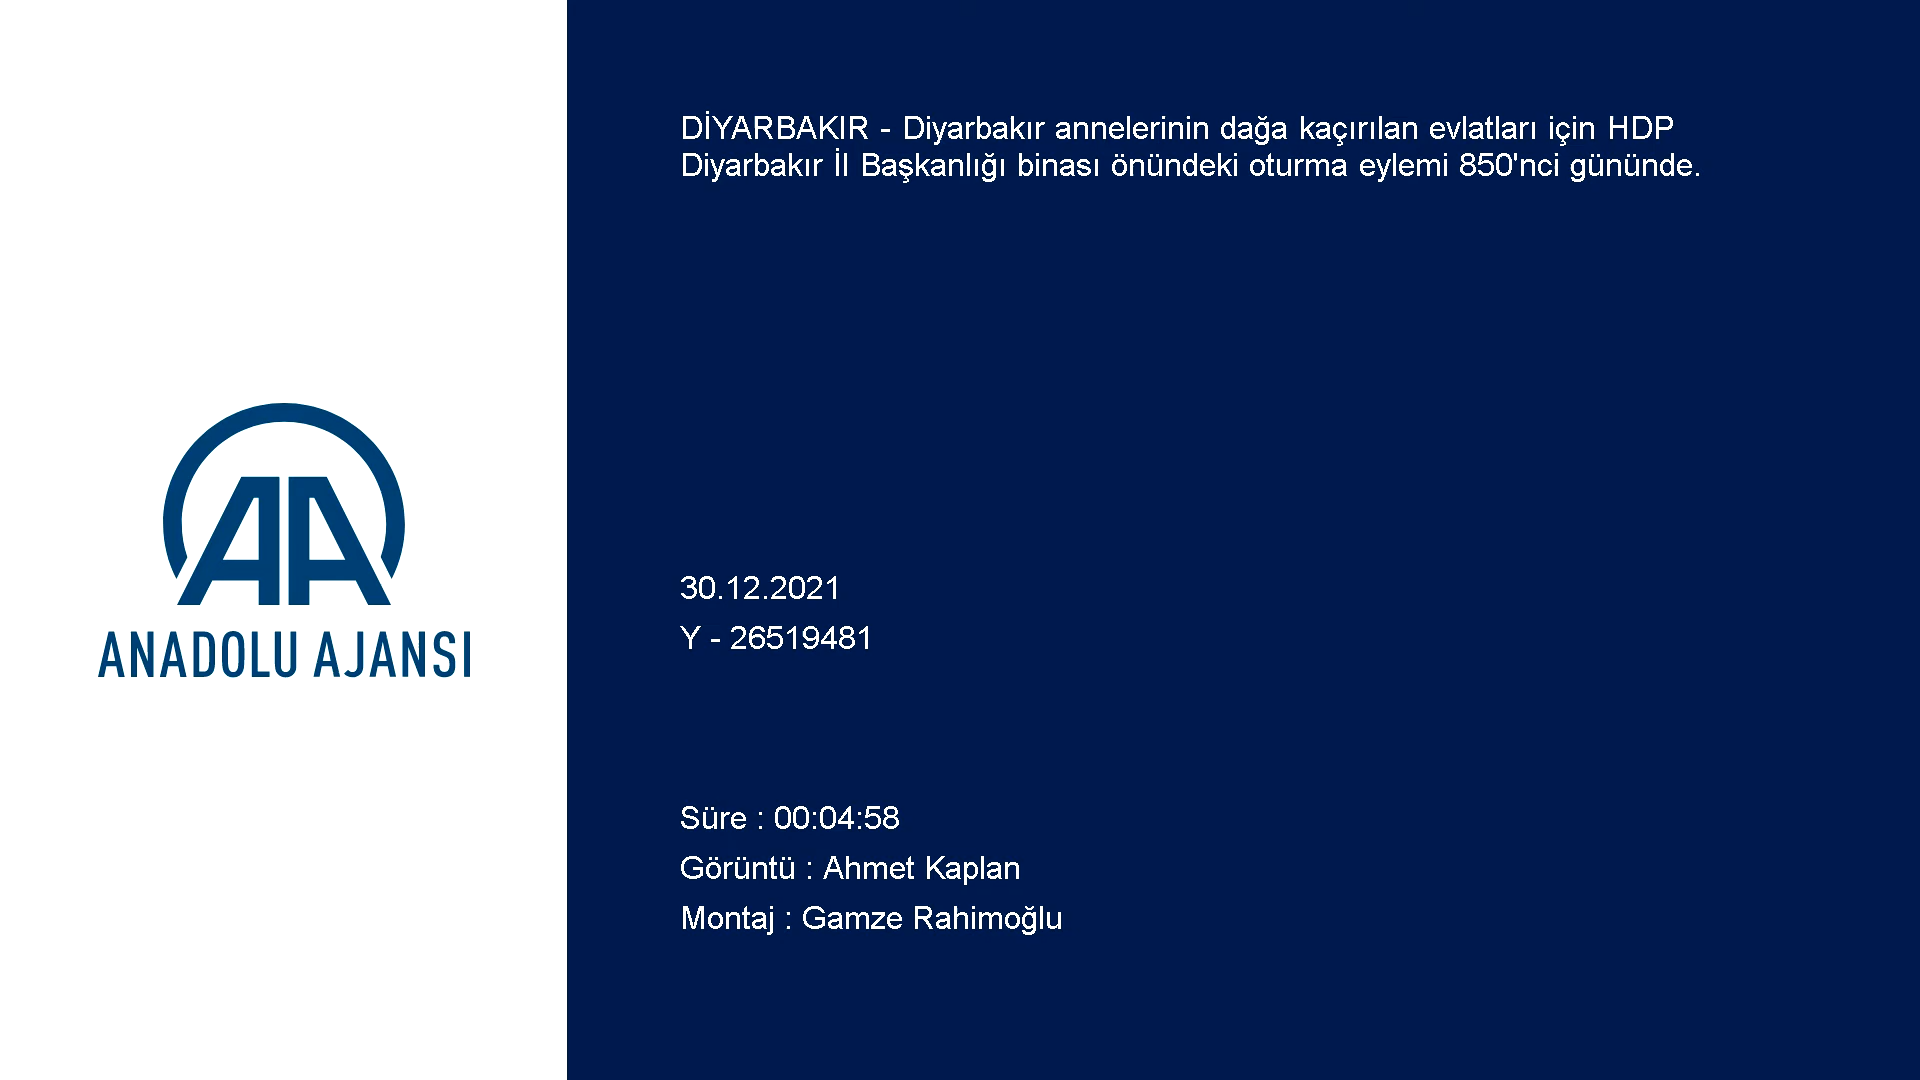 DİYARBAKIR - Diyarbakır annelerinin dağa kaçırılan evlatları için HDP
Diyarbakır İl Başkanlığı binası önündeki oturma eylemi 850'nci gününde.
AA
ANADOLU AJANSI
30.12.2021
Y - 26519481
Süre : 00:04:58
Görüntü : Ahmet Kaplan
Montaj : Gamze Rahimoğlu